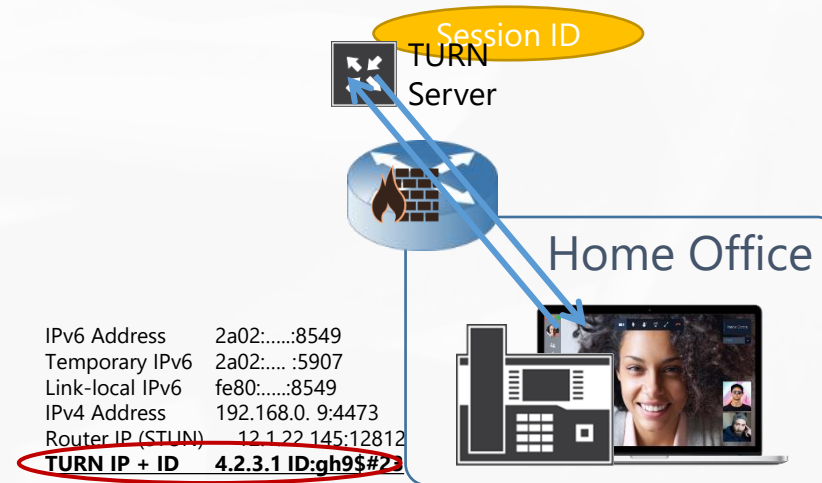 Session ID
TURN
Server
Home Office
IPv6 Address 2a02:.....:8549
Temporary IPv6 2a02:.... :5907
Link-local IPv6 fe80:.....:8549
IPv4 Address 192.168.0. 9:4473
Router IP (STUN) 12.1.22.145:12812
TURN IP + ID 4.2.3.1 ID:gh9$#23